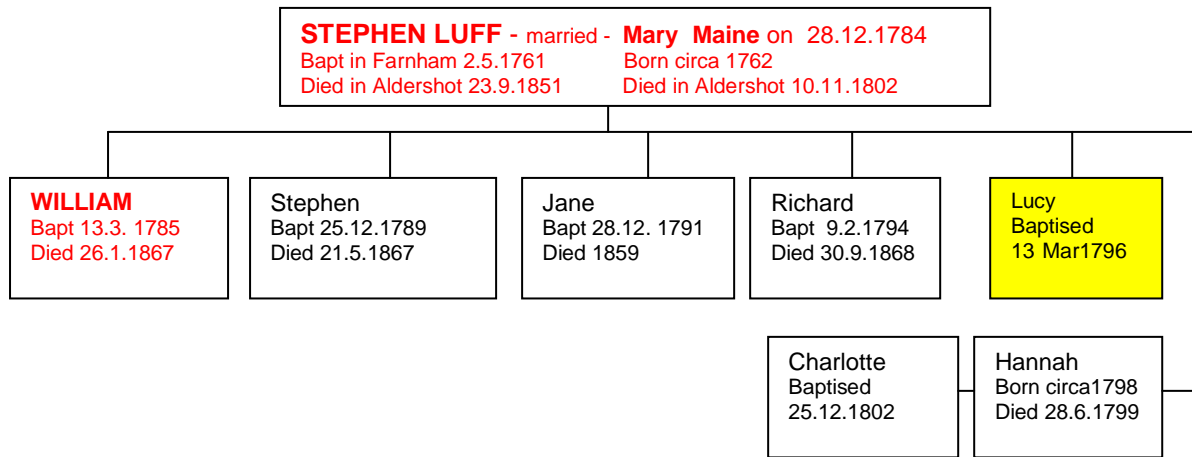 STEPHEN LUFF - married - Mary Maine on 28.12.1784
Bapt in Farnham 2.5.1761 Born circa 1762
Died in Aldershot 23.9.1851 Died in Aldershot 10.11.1802
WILLIAM
Bapt 13.3. 1785
Died 26.1.1867
Stephen
Bapt 25.12.1789
Died 21.5.1867
Jane
Bapt 28.12. 1791
Died 1859
Richard
Bapt 9.2.1794
Died 30.9.1868
Lucy
Baptised
13 Mar1796
Charlotte
Baptised
25.12.1802
Hannah
Born circa1798
Died 28.6.1799